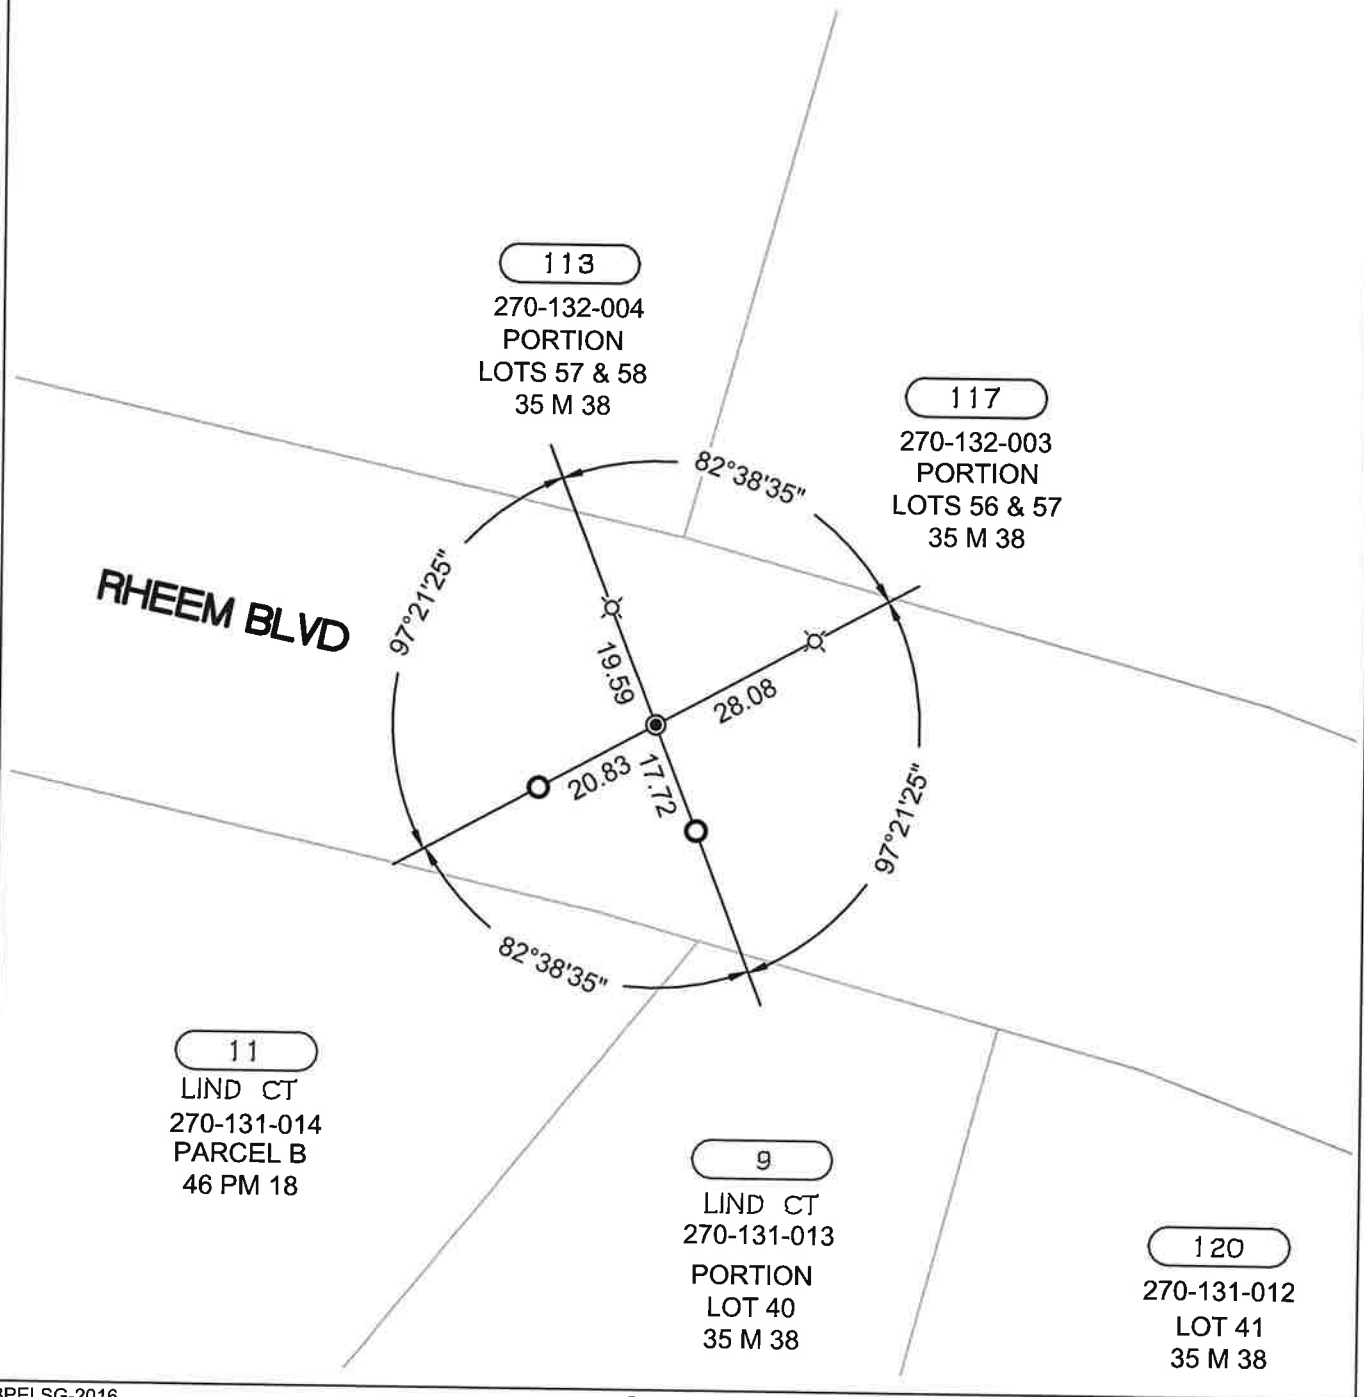 113
270-132-004
PORTION
LOTS 57 & 58
35 M 38
117
270-132-003
PORTION
LOTS 56 & 57
35 M 38
82°38'35"
97°21'25"
RHEEM BLVD
19.59
28.08
20.83
17.72
97°21'25"
82°38'35"
11
LIND CT
270-131-014
PARCEL B
46 PM 18
9
LIND CT
270-131-013
PORTION
LOT 40
35 M 38
120
270-131-012
LOT 41
35 M 38